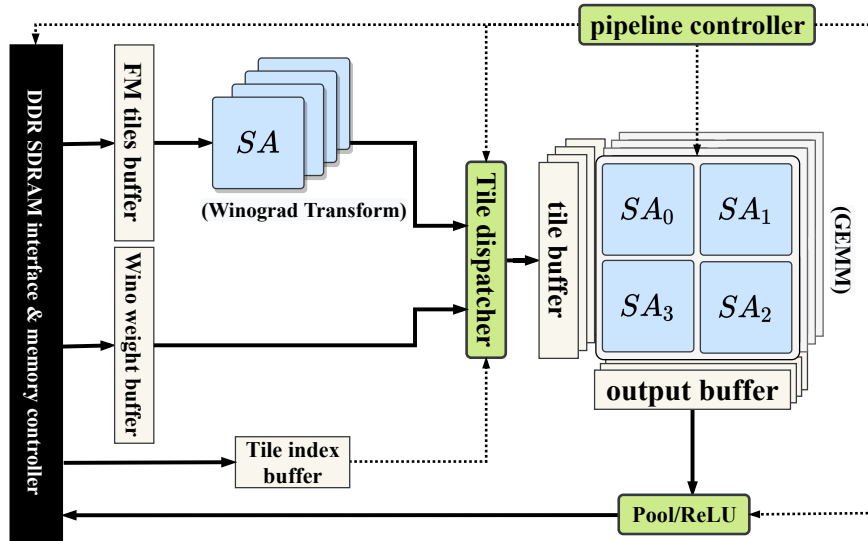 pipeline controller
DDR SDRAM interface & memory controller
FM tiles buffer
SA
(Winograd Transform)
Tile dispatcher
tile buffer
SA0
SA1
SA3
SA2
(GEMM)
Wino weight buffer
output buffer
Tile index
buffer
Pool/ReLU